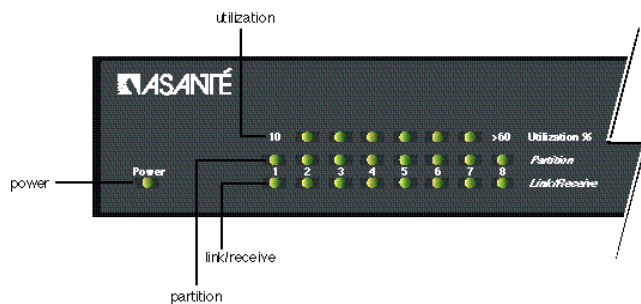 utilization
ASANTÉ
10 >60 Utilization %
Partition
Power 1 2 3 4 5 6 7 8
power
Link/Receive
link/receive
partition